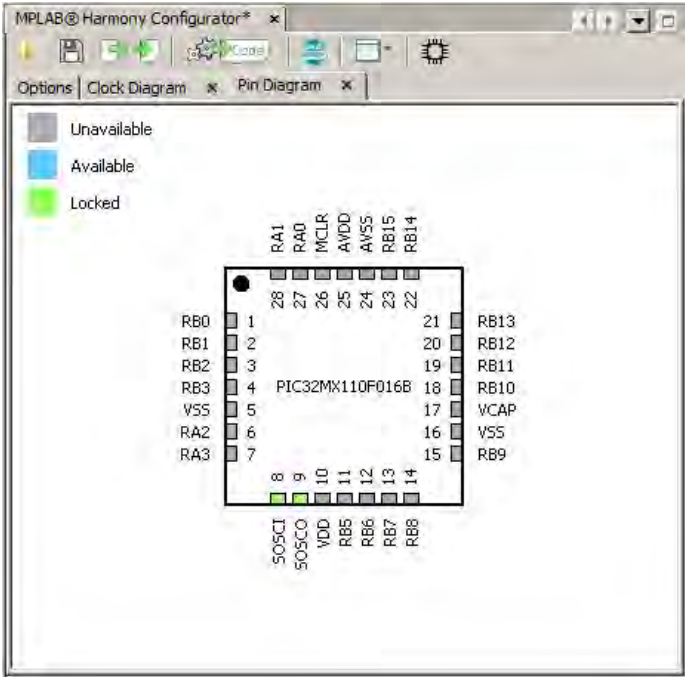 MPLAB® Harmony Configurator*
Code
Options Clock Diagram Pin Diagram
Unavailable
Available
Locked
RA1 RA0 MCLR AVDD AVSS RB15 RB14
28 27 26 25 24 23 22
RB0 1 21 RB13
RB1 2 20 RB12
RB2 3 19 RB11
RB3 4 PIC32MX110F016B 18 RB10
VSS 5 17 VCAP
RA2 6 16 VSS
RA3 7 15 RB9
8 9 10 11 12 13 14
SOSCI SOSCO VDD RB5 RB6 RB7 RB8